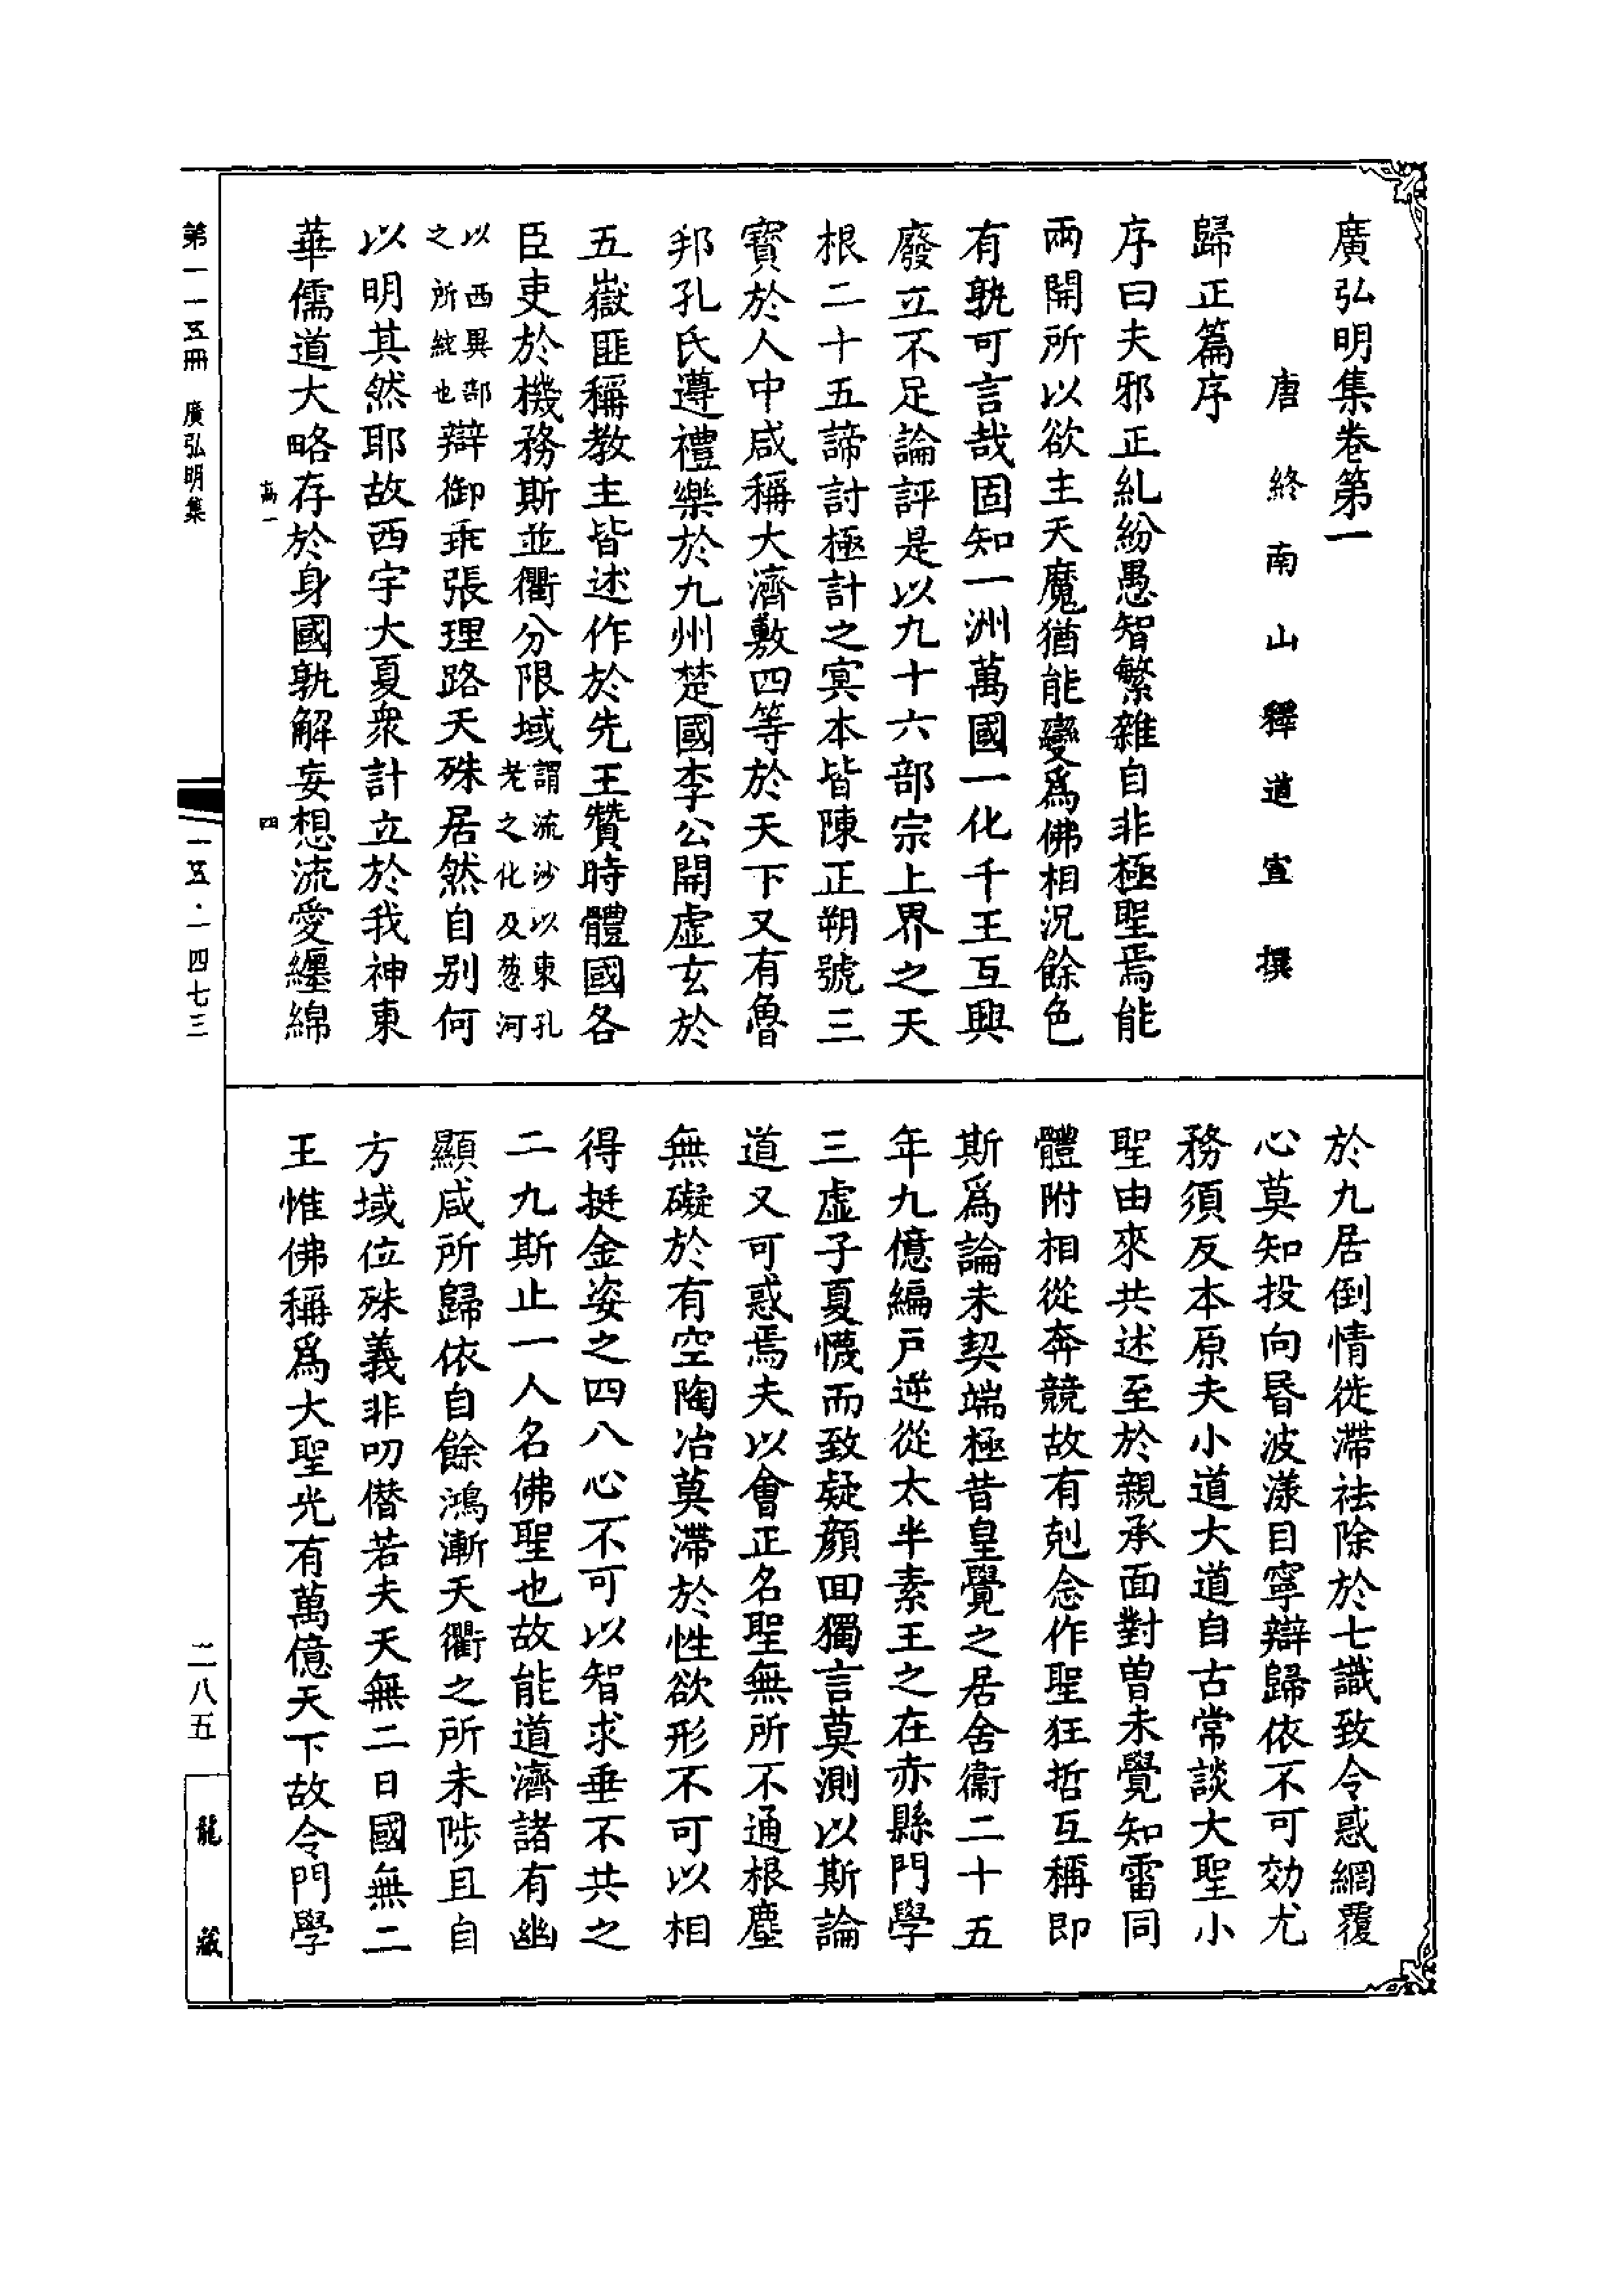 廣弘明集卷第一
唐終南山釋道宣撰
歸正篇序
序曰夫邪正糺紛愚智繁雜自非極聖焉能
兩開所以欲主天魔猶能變爲佛相況餘色
有孰可言哉固知一洲萬國一化千王互興
廢立不足論評是以九十六部宗上界之天
根二十五諦討極計之冥本皆陳正朔號三
寶於人中咸稱大濟敷四等於天下又有魯
邦孔氏遵禮樂於九州楚國李公開虛玄於
五嶽匪稱教主皆述作於先王贊時體國各
臣吏於機務斯並衢分限域謂流沙以東孔老之化及葱河
以西異部之所統也辯御乖張理路天殊居然自別何
以明其然耶故西宇大夏衆計立於我神東
華儒道大略存於身國孰解妄想流愛纏綿
於九居倒情徙滯祛除於七識致令惑網覆
心莫知投向昬波漾目寧辯歸依不可効尤
務須反本原夫小道大道自古常談大聖小
聖由來共述至於親承面對曾未覺知雷同
體附相從奔競故有剋念作聖狂哲互稱即
斯爲論未契端極昔皇覺之居舍衞二十五
年九億編戶逆從太半素王之在赤縣門學
三虛子夏懱而致疑顏回獨言莫測以斯論
道又可惑焉夫以會正名聖無所不通根塵
無礙於有空陶冶莫滯於性欲形不可以相
得挺金姿之四八心不可以智求垂不共之
二九斯止一人名佛聖也故能道濟諸有幽
顯咸所歸依自餘鴻漸天衢之所未陟且自
方域位殊義非叨僭若夫天無二日國無二
王惟佛稱爲大聖光有萬億天下故令門學
第一一五冊 廣弘明集
高一
四
一五·一四七三
二八五
龍藏